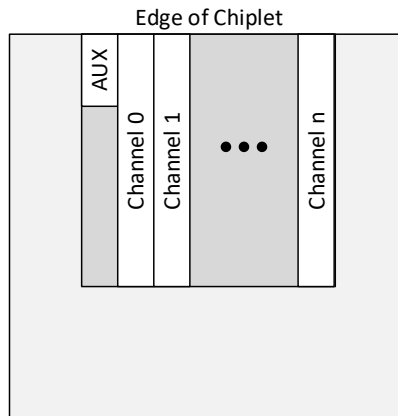 Edge of Chiplet
AUX
Channel 0
Channel 1
•••
Channel n